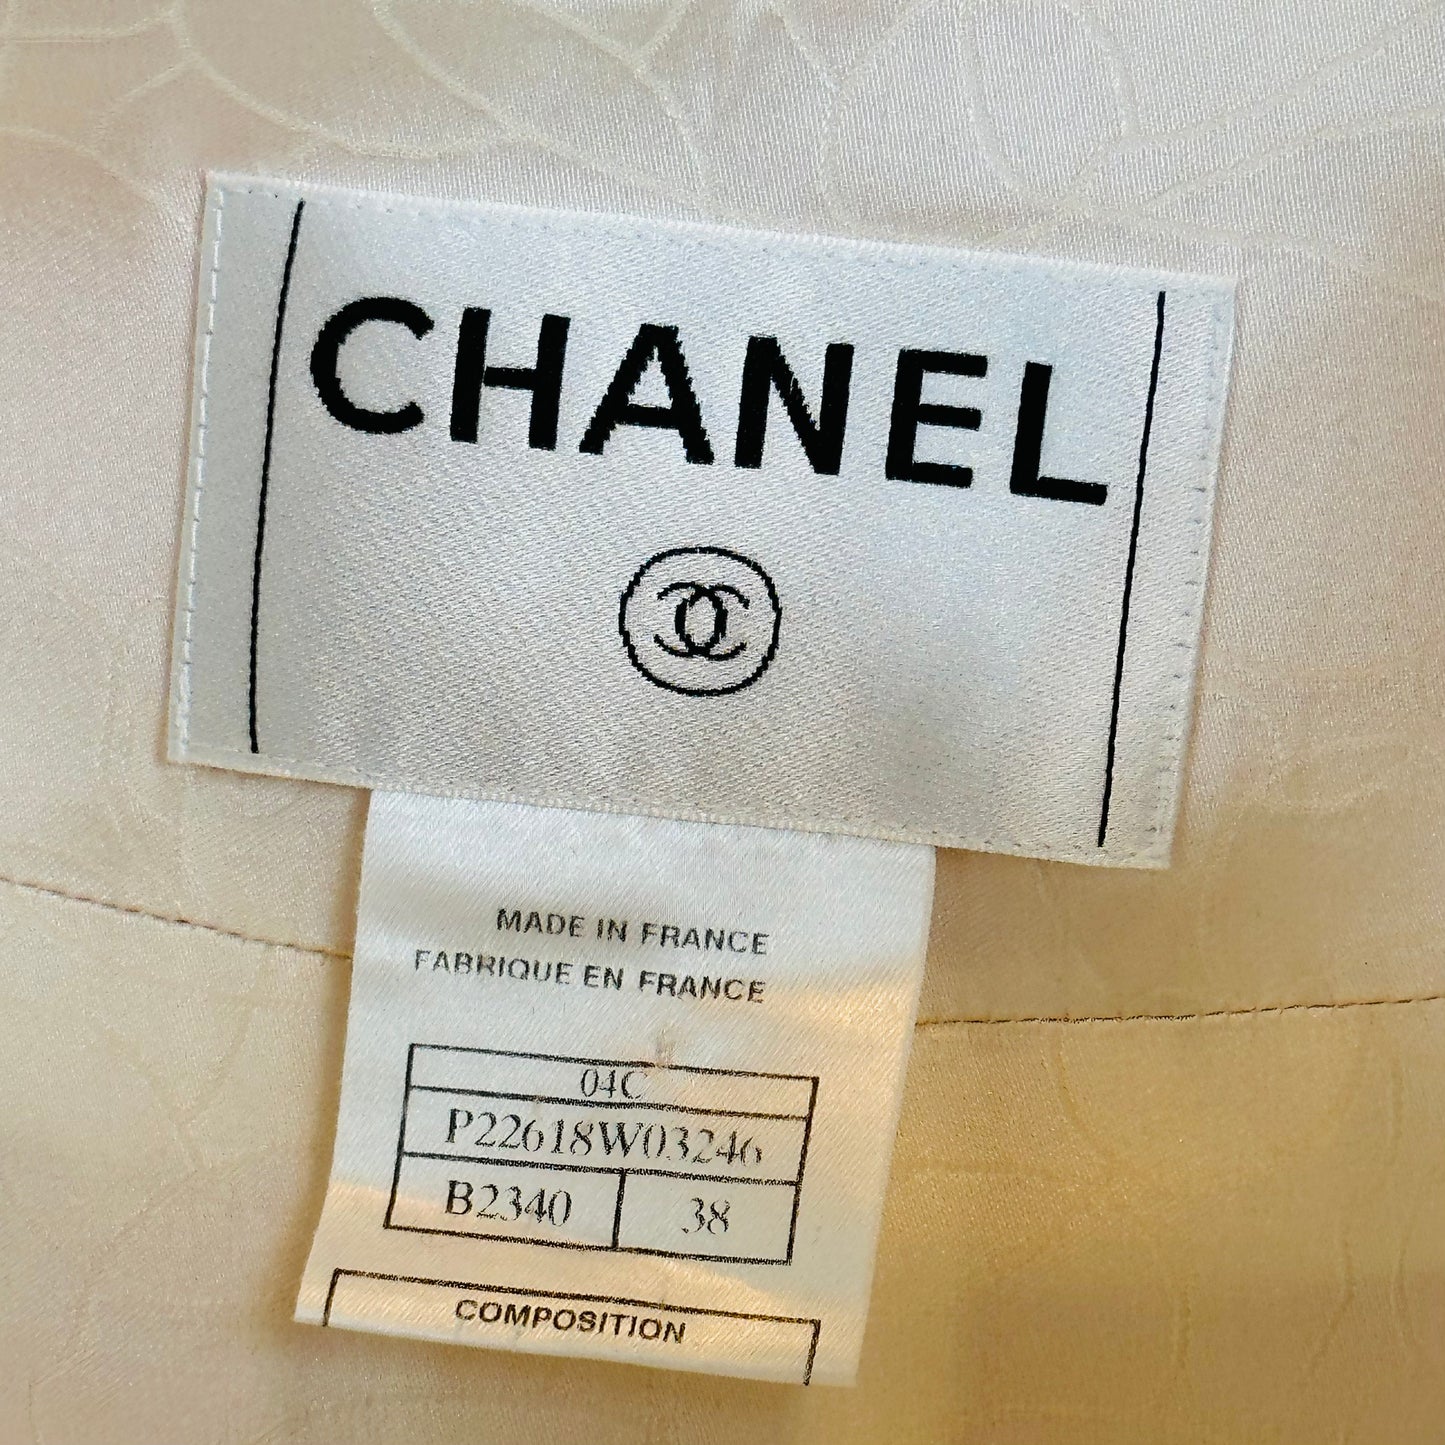 CHANEL
MADE IN FRANCE
FABRIQUE EN FRANCE
04C
P22618W03246
B2340 38
COMPOSITION